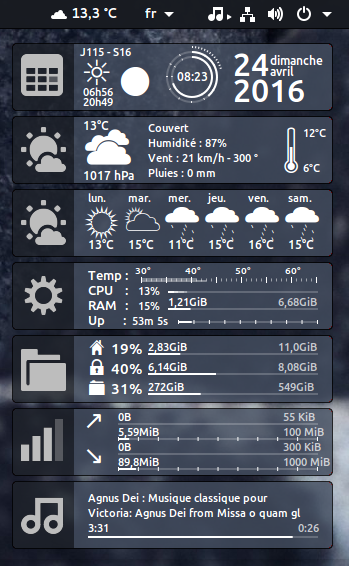 13,3 °C fr
J115 - S16
06h56
20h49
08:23
24 dimanche
avril
2016
13°C
1017 hPa
Couvert
Humidité : 87%
Vent : 21 km/h - 300 °
Pluies : 0 mm
12°C
6°C
lun. mar. mer. jeu. ven. sam.
13°C 15°C 11°C 15°C 16°C 15°C
Temp : 30° 40° 50° 60°
CPU : 13%
RAM : 15% 1,21GiB 6,68GiB
Up : 53m 5s
19% 2,83GiB 11,0GiB
40% 6,14GiB 8,08GiB
31% 272GiB 549GiB
0B 55 KiB
5,59MiB 100 MiB
0B 300 KiB
89,8MiB 1000 MiB
Agnus Dei : Musique classique pour
Victoria: Agnus Dei from Missa o quam gl
3:31 0:26